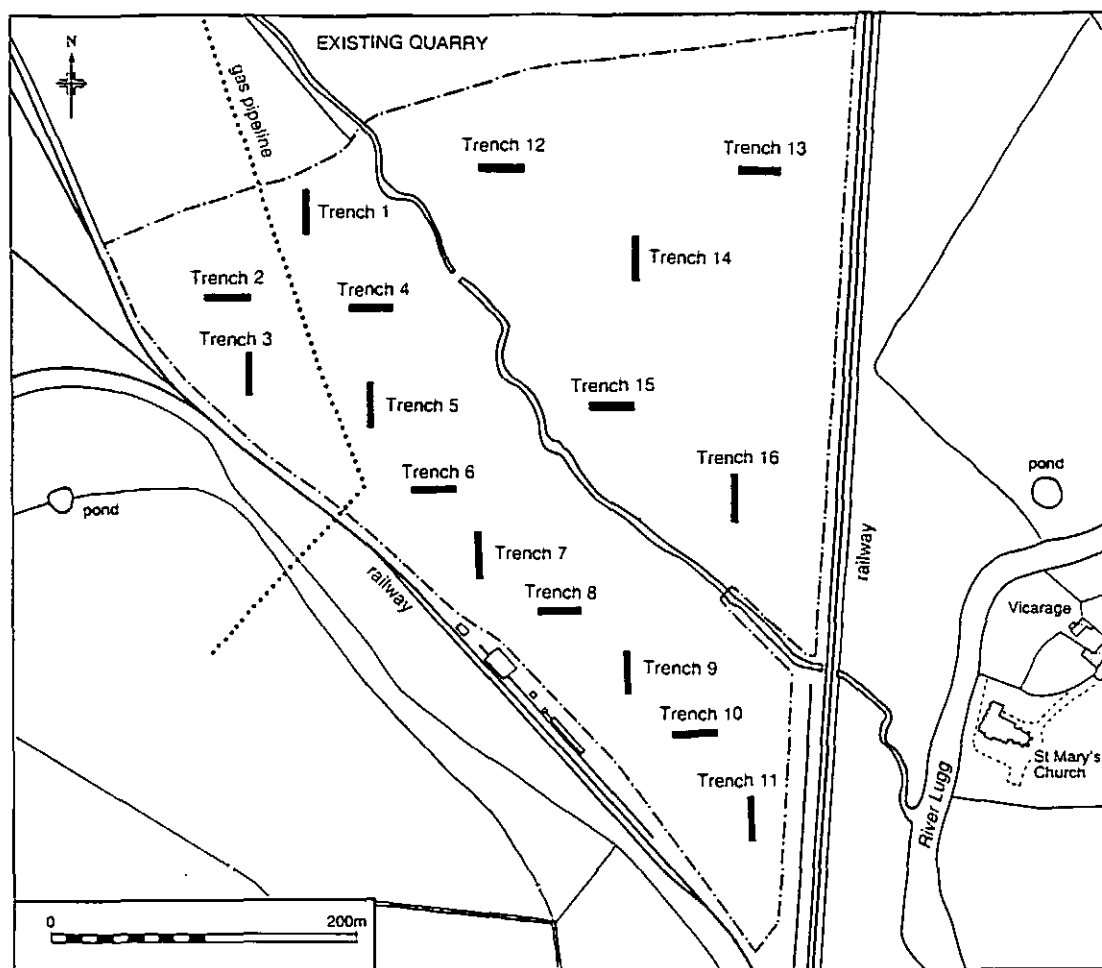 N
EXISTING QUARRY
gas pipeline
Trench 12
Trench 13
Trench 1
Trench 14
Trench 2
Trench 4
Trench 3
Trench 15
Trench 5
Trench 16
Trench 6
pond
pond
Trench 7
railway
railway
Trench 8
Vicarage
Trench 9
Trench 10
St Mary's
Church
Trench 11
River Lugg
0 200m